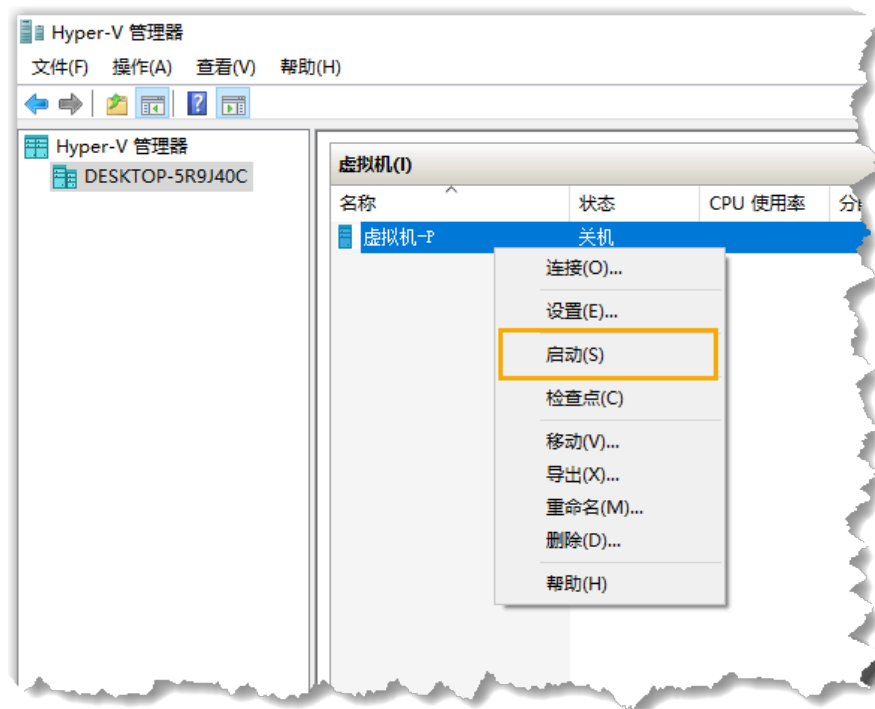 Hyper-V 管理器
文件(F) 操作(A) 查看(V) 帮助(H)
Hyper-V 管理器
DESKTOP-5R9J40C
虚拟机(I)
名称 状态 CPU 使用率 分
虚拟机-P 关机
连接(O)...
设置(E)...
启动(S)
检查点(C)
移动(V)...
导出(X)...
重命名(M)...
删除(D)...
帮助(H)